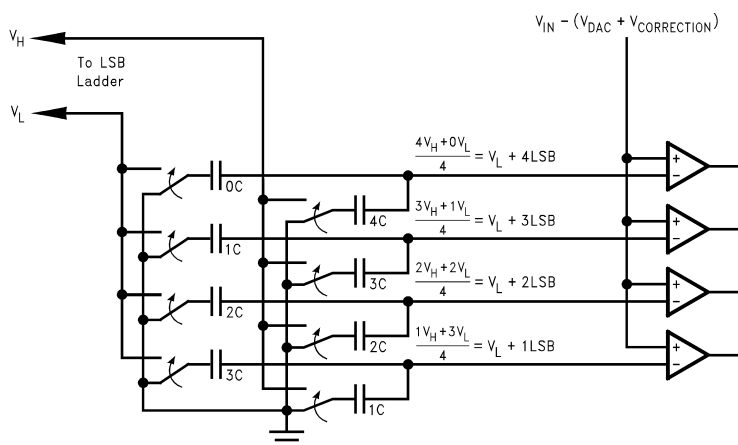 V_H
To LSB
Ladder
V_L
V_IN – (V_DAC + V_CORRECTION)
4V_H+0V_L
4
= V_L + 4LSB
0C
4C
3V_H+1V_L
4
= V_L + 3LSB
1C
3C
2V_H+2V_L
4
= V_L + 2LSB
2C
2C
1V_H+3V_L
4
= V_L + 1LSB
3C
1C
+
–
+
–
+
–
+
–